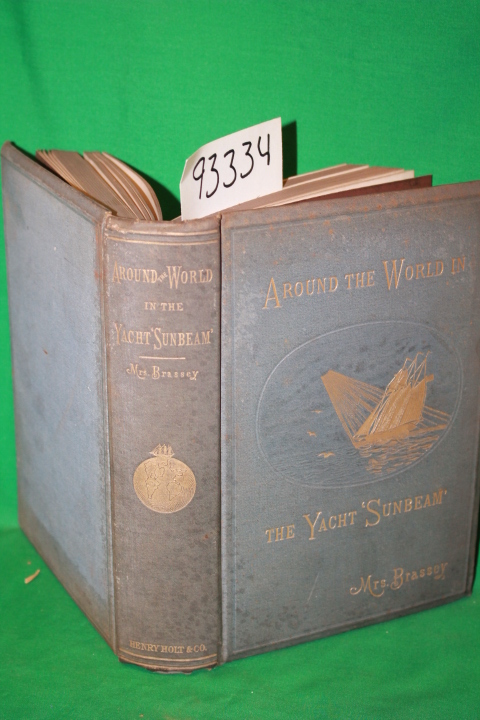 93334
AROUND THE WORLD
IN THE
YACHT 'SUNBEAM'
Mrs. Brassey
HENRY HOLT & CO.
AROUND THE WORLD IN
THE YACHT 'SUNBEAM'
Mrs. Brassey